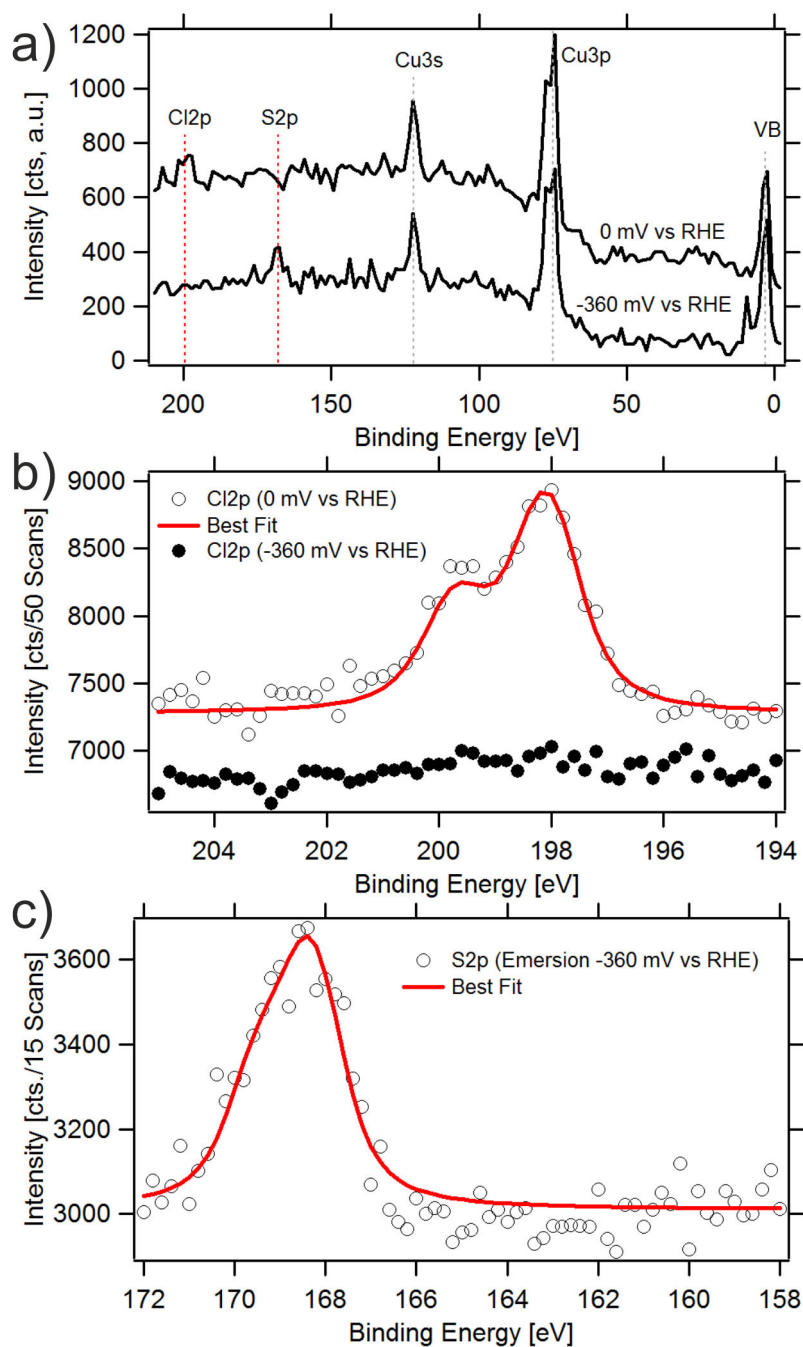 a)
1200
1000
800
600
400
200
0
Intensity [cts, a.u.]
Cl2p
S2p
Cu3s
Cu3p
VB
0 mV vs RHE
-360 mV vs RHE
200 150 100 50 0
Binding Energy [eV]
b)
9000
8500
8000
7500
7000
Intensity [cts/50 Scans]
Cl2p (0 mV vs RHE)
Best Fit
Cl2p (-360 mV vs RHE)
204 202 200 198 196 194
Binding Energy [eV]
c)
3600
3400
3200
3000
Intensity [cts./15 Scans]
S2p (Emersion -360 mV vs RHE)
Best Fit
172 170 168 166 164 162 160 158
Binding Energy [eV]